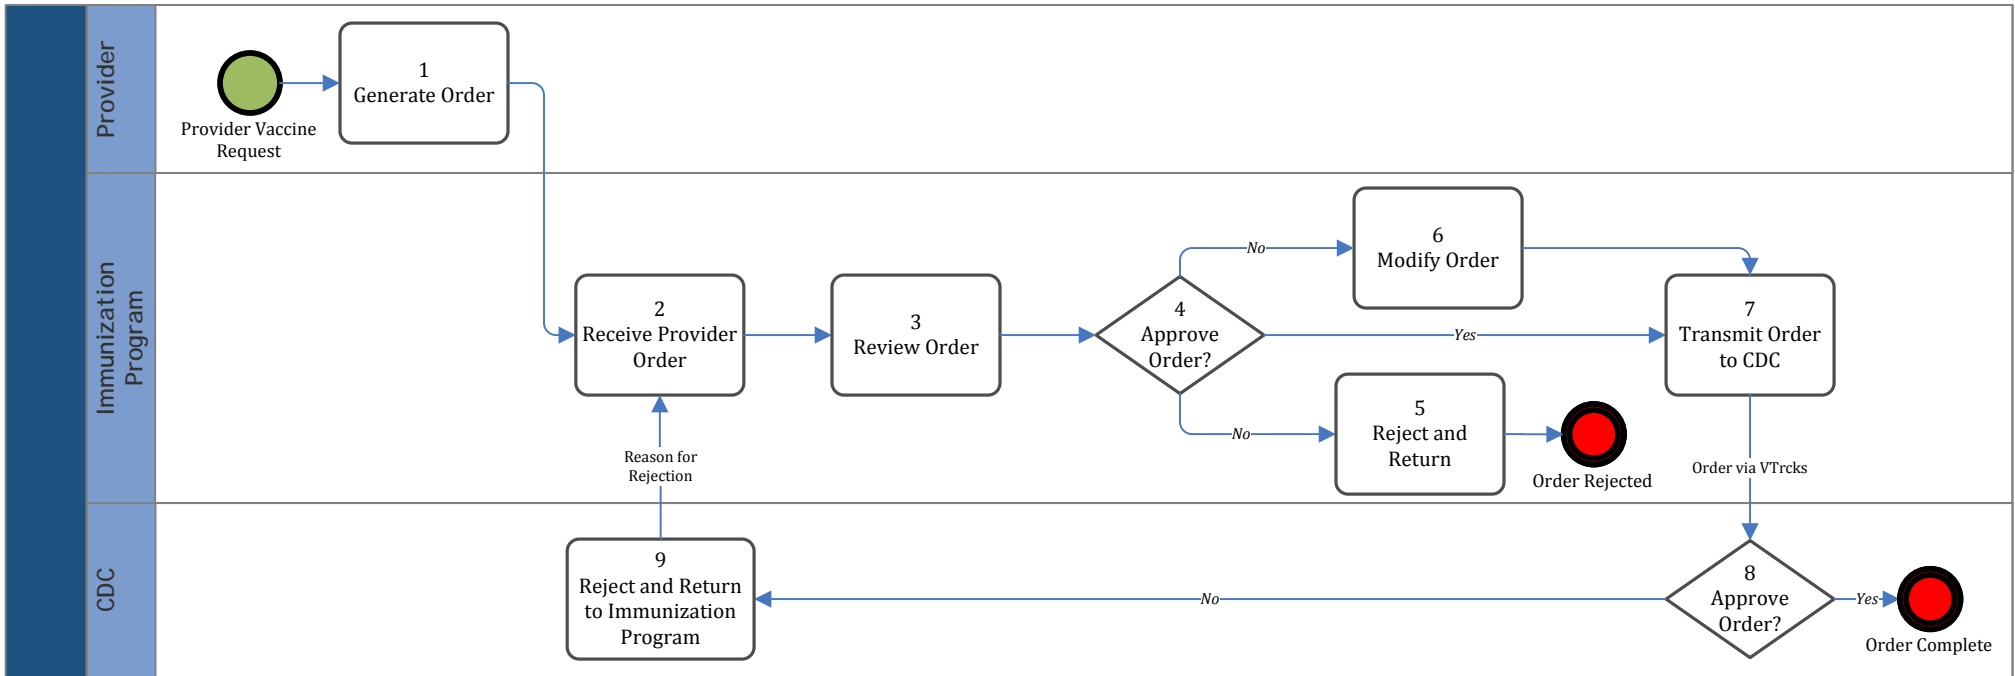 Provider
Provider Vaccine
Request
1
Generate Order
Immunization
Program
2
Receive Provider
Order
3
Review Order
4
Approve
Order?
No
6
Modify Order
Yes
No
5
Reject and
Return
Order Rejected
7
Transmit Order
to CDC
Order via VTrcks
Reason for
Rejection
CDC
8
Approve
Order?
Yes
Order Complete
No
9
Reject and Return
to Immunization
Program